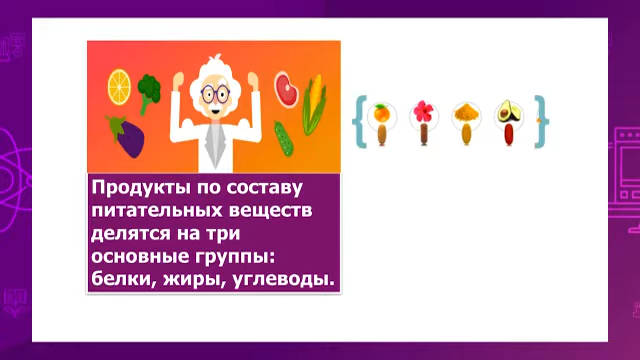 Продукты по составу
питательных веществ
делятся на три
основные группы:
белки, жиры, углеводы.